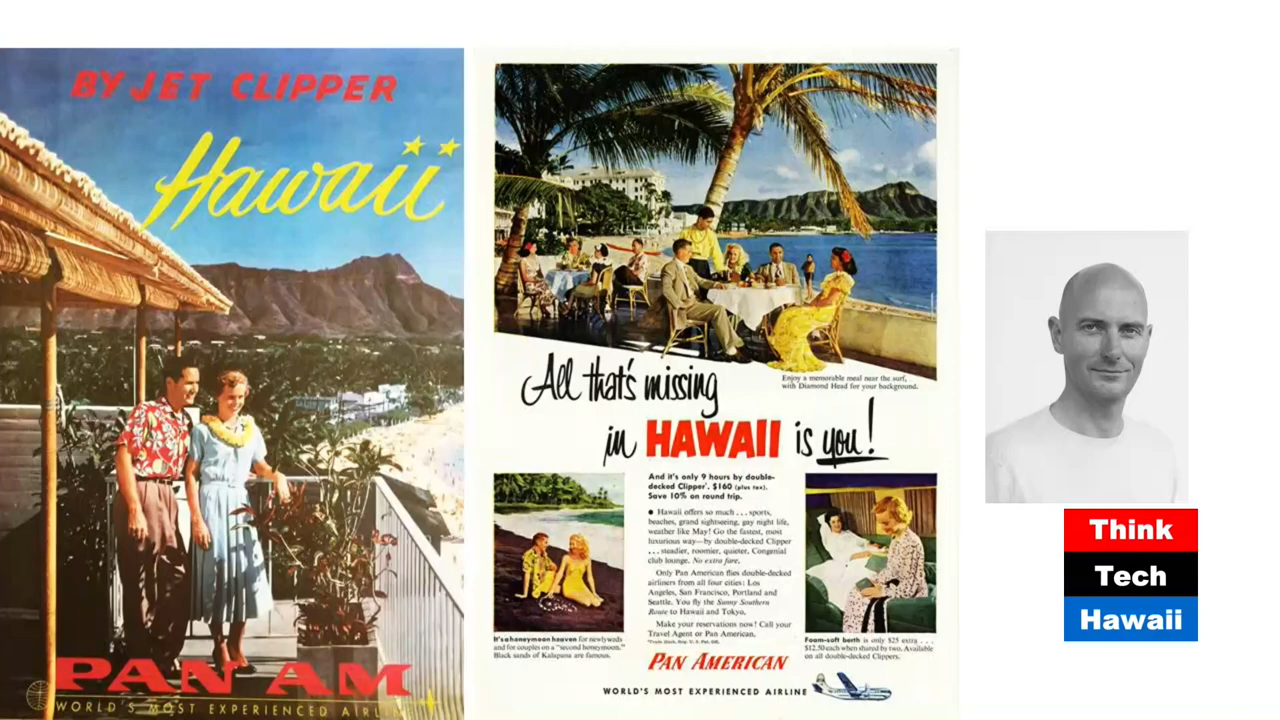 BY JET CLIPPER
Hawaii
PAN AM
WORLD'S MOST EXPERIENCED AIRLINE
Enjoy a memorable meal near the surf,
with Diamond Head for your background.
All that's missing
in HAWAII is you!
And it's only 9 hours by double-
decked Clipper*. $160 (plus tax).
Save 10% on round trip.
● Hawaii offers so much . . . sports,
beaches, grand sightseeing, gay night life,
weather like May! Go the fastest, most
luxurious way—by double-decked Clipper
. . . steadier, roomier, quieter. Congenial
club lounge. No extra fare.
Only Pan American flies double-decked
airliners from all four cities: Los
Angeles, San Francisco, Portland and
Seattle. You fly the Sunny Southern
Route to Hawaii and Tokyo.
Make your reservations now! Call your
Travel Agent or Pan American.
*Trade Mark, Reg. U. S. Pat. Off.
It's a honeymoon heaven for newlyweds
and for couples on a "second honeymoon."
Black sands of Kalapana are famous.
Foam-soft berth is only $25 extra . . .
$12.50 each when shared by two. Available
on all double-decked Clippers.
PAN AMERICAN
WORLD'S MOST EXPERIENCED AIRLINE
Think
Tech
Hawaii